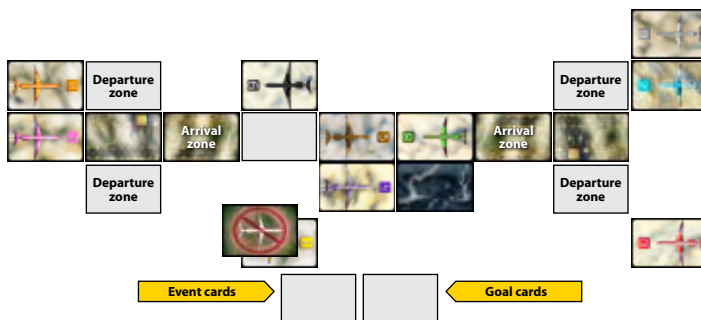 Departure
zone
Departure
zone
Arrival
zone
Arrival
zone
Departure
zone
Departure
zone
Event cards
Goal cards